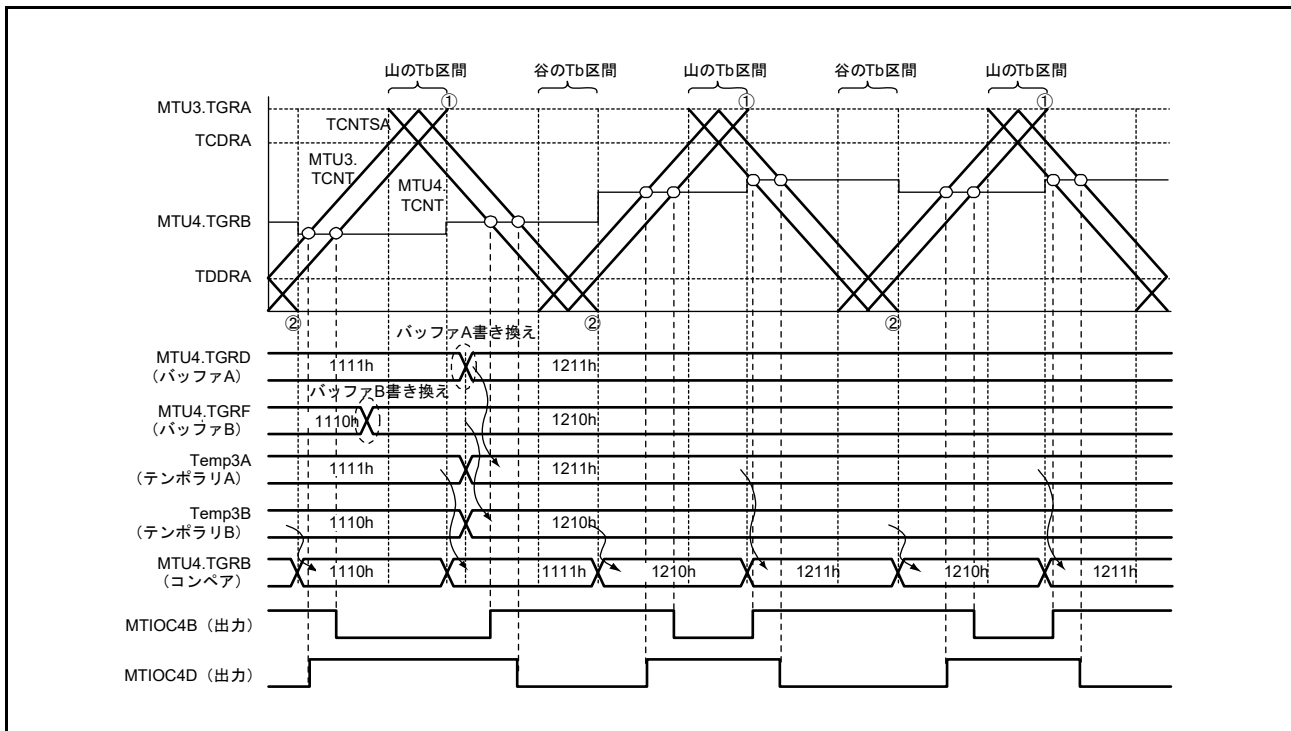 山のTb区間 谷のTb区間 山のTb区間 谷のTb区間 山のTb区間
MTU3.TGRA
① ① ①
TCNTSA
TCDRA
MTU3.
TCNT
MTU4.
TCNT
MTU4.TGRB
TDDRA
② ② ②
バッファA書き換え
MTU4.TGRD
(バッファA)
1111h 1211h
バッファB書き換え
MTU4.TGRF
(バッファB)
1110h 1210h
Temp3A
(テンポラリA)
1111h 1211h
Temp3B
(テンポラリB)
1110h 1210h
MTU4.TGRB
(コンペア)
1110h 1111h 1210h 1211h 1210h 1211h
MTIOC4B(出力)
MTIOC4D(出力)